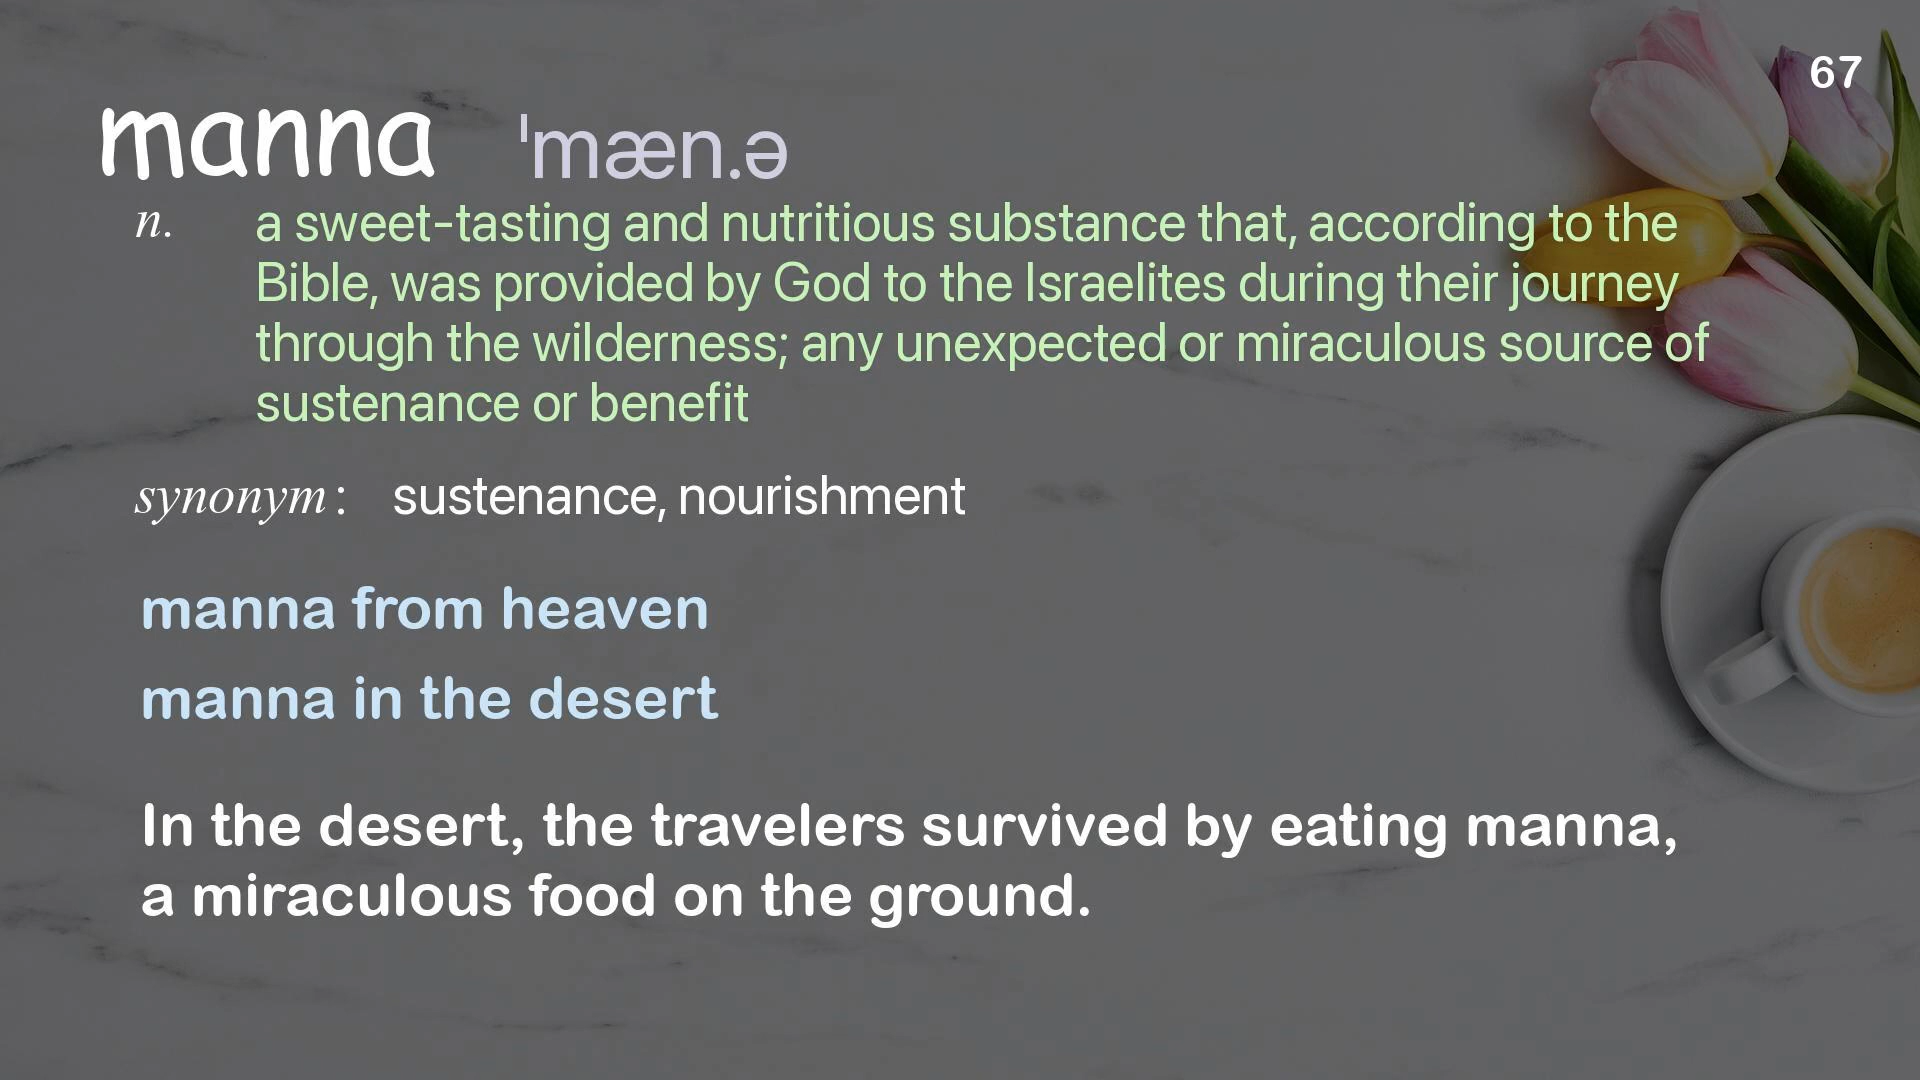 67
manna ˈmæn.ə
n. a sweet-tasting and nutritious substance that, according to the
Bible, was provided by God to the Israelites during their journey
through the wilderness; any unexpected or miraculous source of
sustenance or benefit
synonym: sustenance, nourishment
manna from heaven
manna in the desert
In the desert, the travelers survived by eating manna,
a miraculous food on the ground.